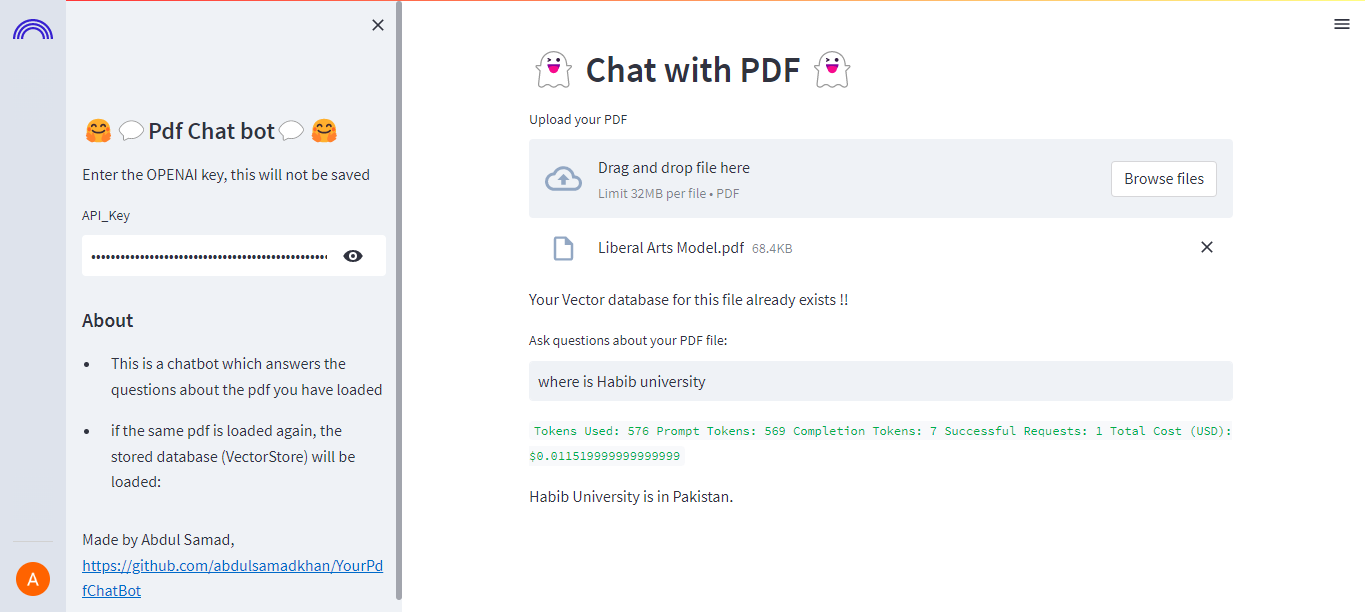 Pdf Chat bot
Enter the OPENAI key, this will not be saved
API_Key
••••••••••••••••••••••••••••••••••••••••••••••••
About
• This is a chatbot which answers the
questions about the pdf you have loaded
• if the same pdf is loaded again, the
stored database (VectorStore) will be
loaded:
Made by Abdul Samad,
https://github.com/abdulsamadkhan/YourPd
fChatBot
A
Chat with PDF
Upload your PDF
Drag and drop file here
Limit 32MB per file • PDF
Browse files
Liberal Arts Model.pdf 68.4KB
Your Vector database for this file already exists !!
Ask questions about your PDF file:
where is Habib university
Tokens Used: 576 Prompt Tokens: 569 Completion Tokens: 7 Successful Requests: 1 Total Cost (USD):
$0.011519999999999999
Habib University is in Pakistan.